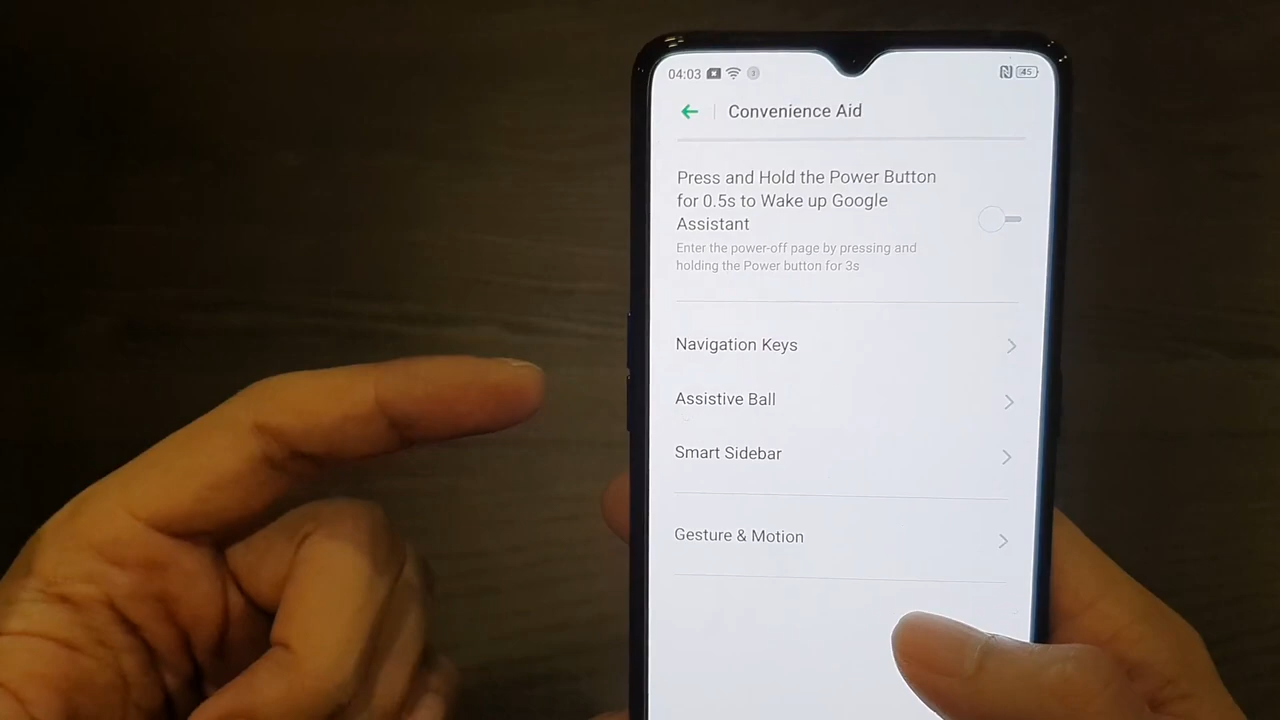 04:03
45
Convenience Aid
Press and Hold the Power Button
for 0.5s to Wake up Google
Assistant
Enter the power-off page by pressing and
holding the Power button for 3s
Navigation Keys
Assistive Ball
Smart Sidebar
Gesture & Motion